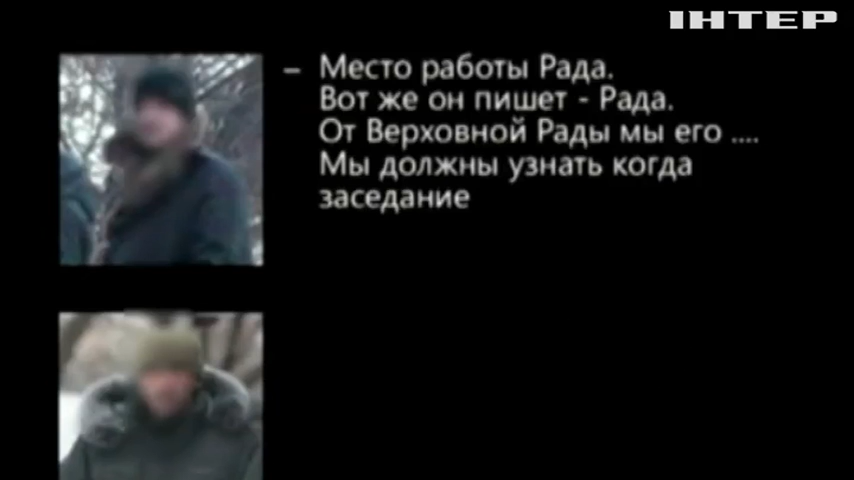 ІНТЕР
– Место работы Рада.
Вот же он пишет - Рада.
От Верховной Рады мы его ....
Мы должны узнать когда
заседание